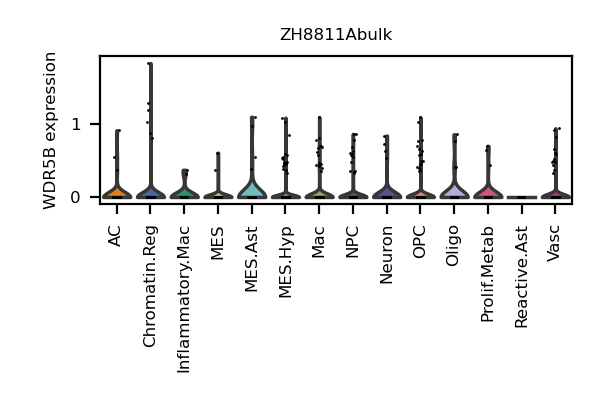 ZH8811Abulk
WDR5B expression
1
0
AC
Chromatin.Reg
Inflammatory.Mac
MES
MES.Ast
MES.Hyp
Mac
NPC
Neuron
OPC
Oligo
Prolif.Metab
Reactive.Ast
Vasc